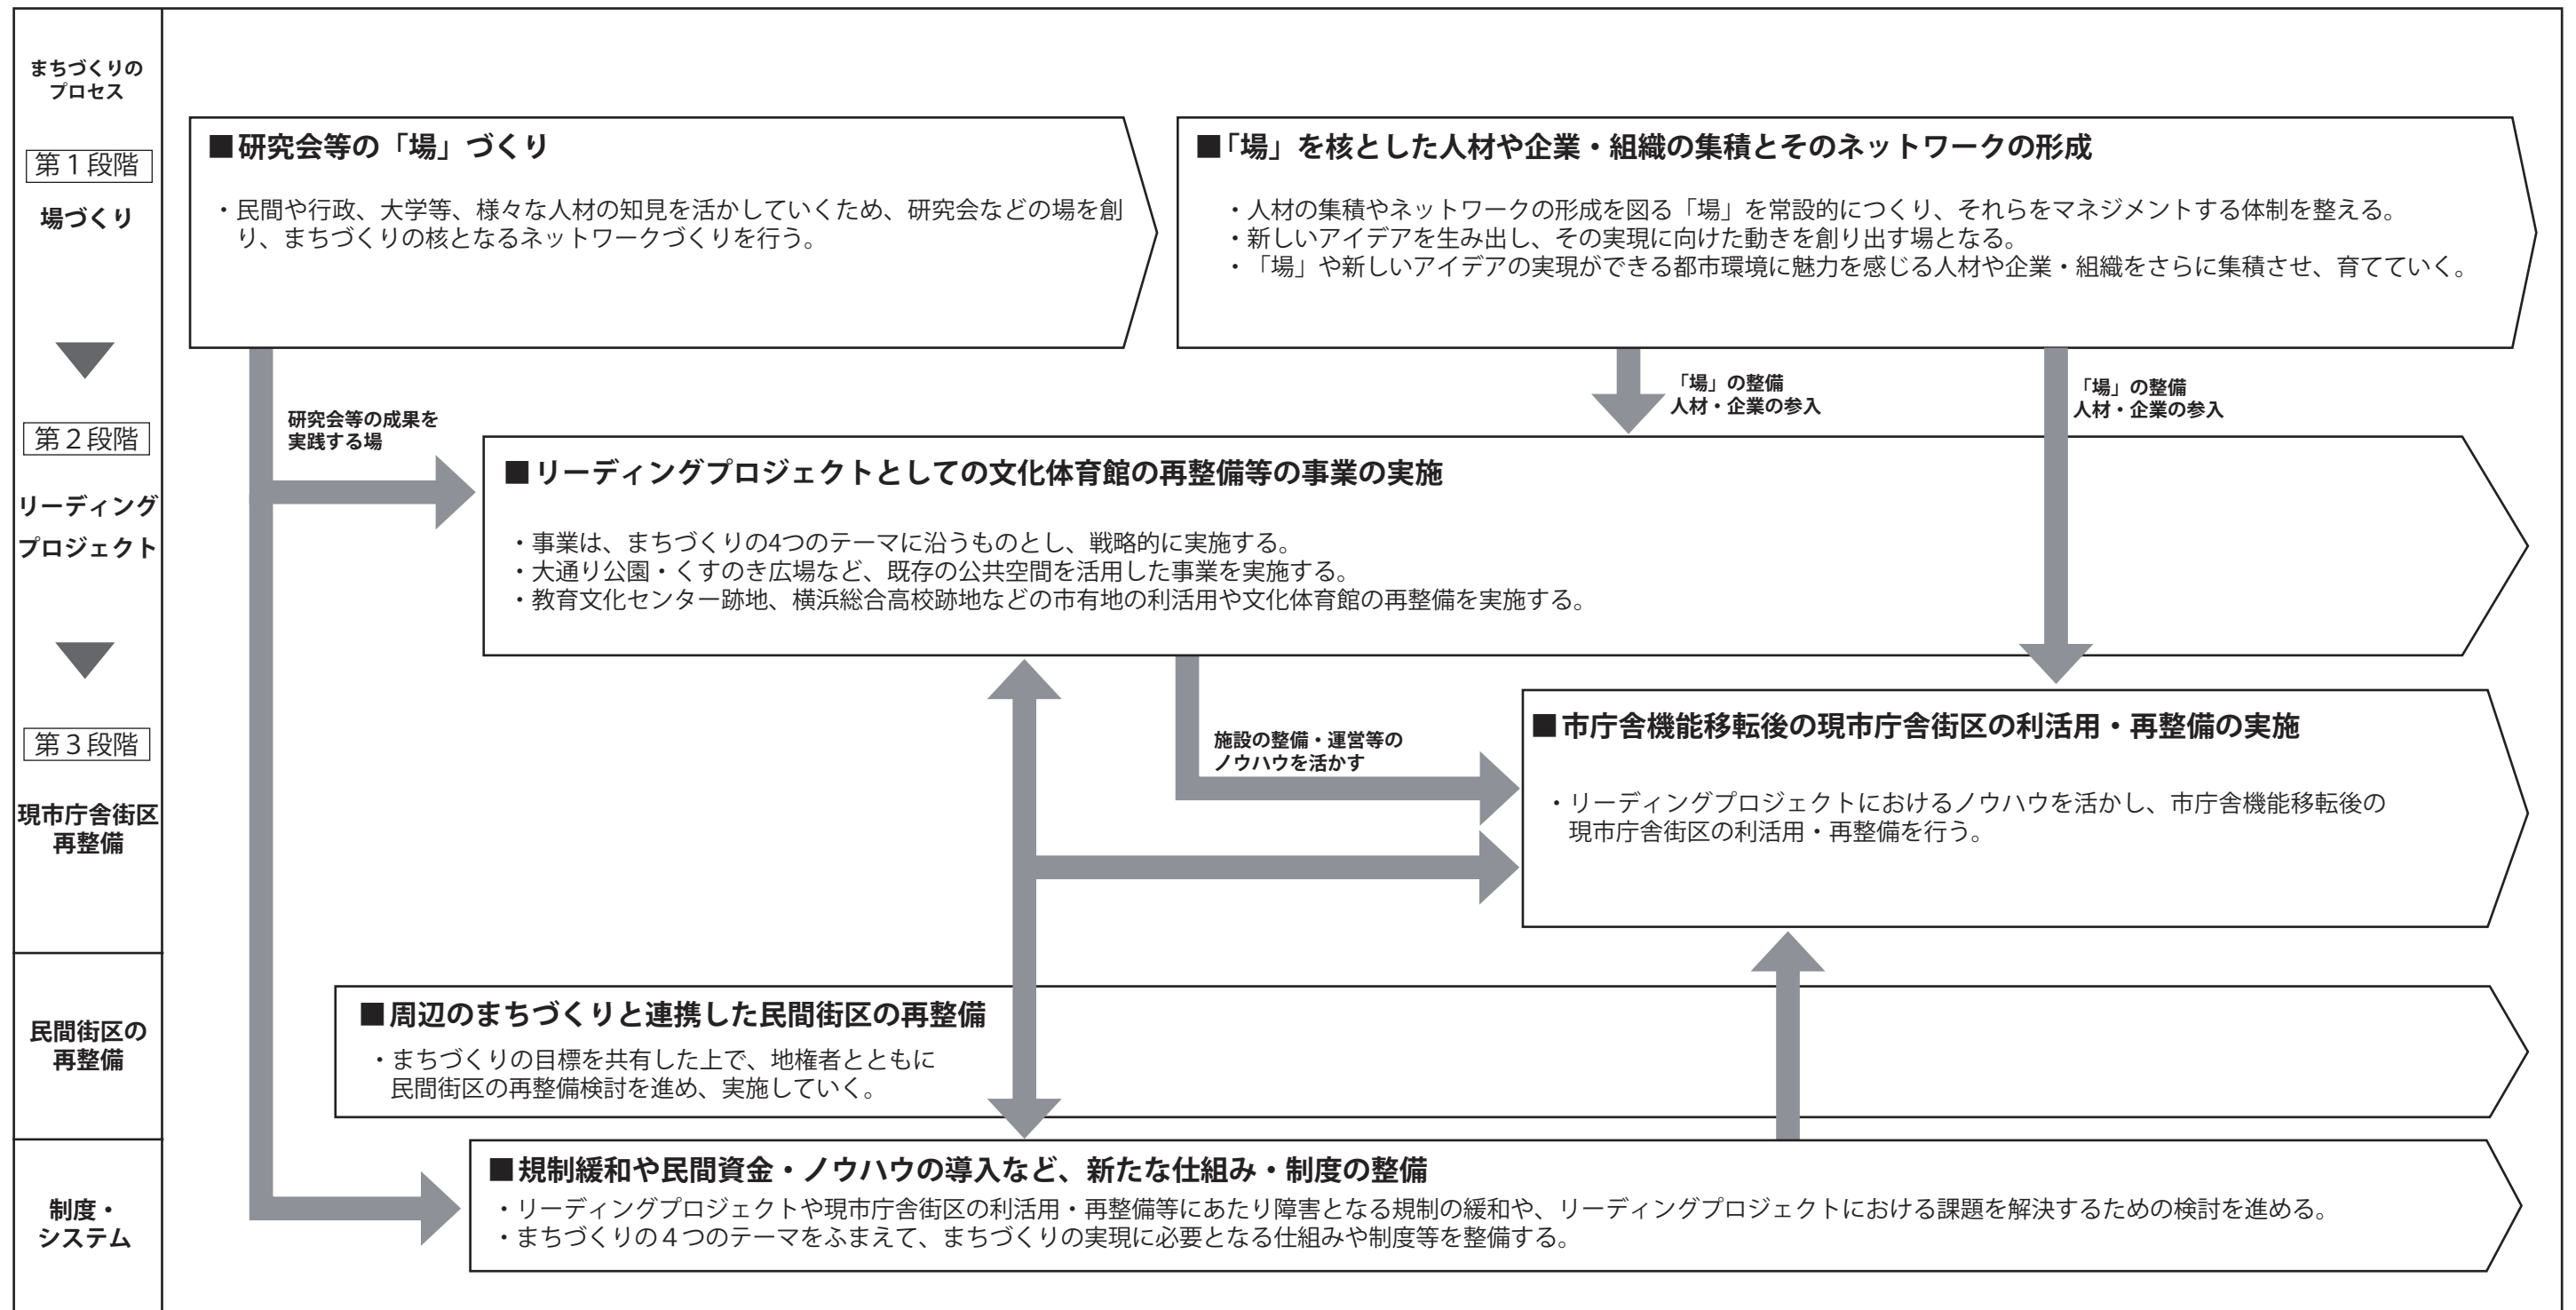 まちづくりの
プロセス
第１段階
場づくり
■研究会等の「場」づくり
・民間や行政、大学等、様々な人材の知見を活かしていくため、研究会などの場を創
り、まちづくりの核となるネットワークづくりを行う。
■「場」を核とした人材や企業・組織の集積とそのネットワークの形成
・人材の集積やネットワークの形成を図る「場」を常設的につくり、それらをマネジメントする体制を整える。
・新しいアイデアを生み出し、その実現に向けた動きを創り出す場となる。
・「場」や新しいアイデアの実現ができる都市環境に魅力を感じる人材や企業・組織をさらに集積させ、育てていく。
研究会等の成果を
実践する場
「場」の整備
人材・企業の参入
「場」の整備
人材・企業の参入
第２段階
リーディング
プロジェクト
■リーディングプロジェクトとしての文化体育館の再整備等の事業の実施
・事業は、まちづくりの4つのテーマに沿うものとし、戦略的に実施する。
・大通り公園・くすのき広場など、既存の公共空間を活用した事業を実施する。
・教育文化センター跡地、横浜総合高校跡地などの市有地の利活用や文化体育館の再整備を実施する。
第３段階
現市庁舎街区
再整備
施設の整備・運営等の
ノウハウを活かす
■市庁舎機能移転後の現市庁舎街区の利活用・再整備の実施
・リーディングプロジェクトにおけるノウハウを活かし、市庁舎機能移転後の
現市庁舎街区の利活用・再整備を行う。
民間街区の
再整備
■周辺のまちづくりと連携した民間街区の再整備
・まちづくりの目標を共有した上で、地権者とともに
民間街区の再整備検討を進め、実施していく。
制度・
システム
■規制緩和や民間資金・ノウハウの導入など、新たな仕組み・制度の整備
・リーディングプロジェクトや現市庁舎街区の利活用・再整備等にあたり障害となる規制の緩和や、リーディングプロジェクトにおける課題を解決するための検討を進める。
・まちづくりの４つのテーマをふまえて、まちづくりの実現に必要となる仕組みや制度等を整備する。